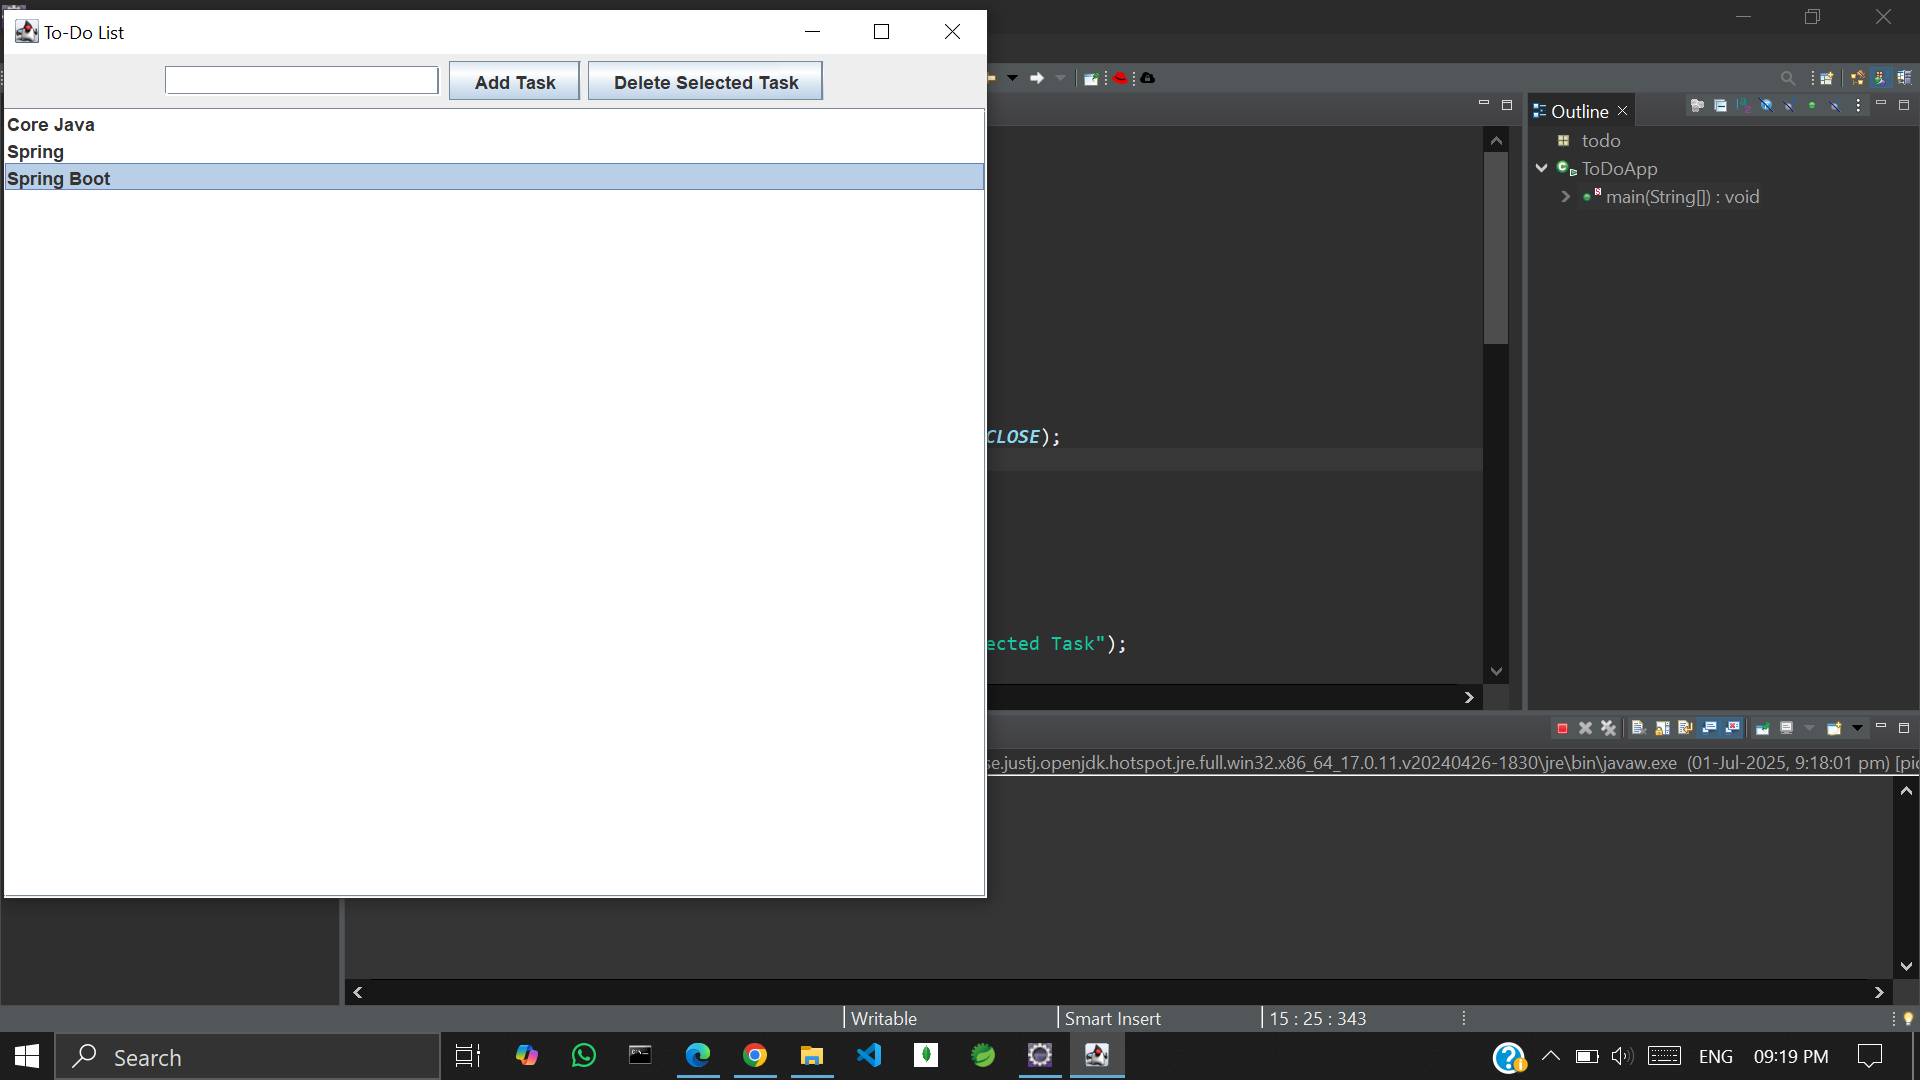 To-Do List
Add Task
Delete Selected Task
Core Java
Spring
Spring Boot
CLOSE);
ected Task");
Outline
todo
ToDoApp
main(String[]) : void
se.justj.openjdk.hotspot.jre.full.win32.x86_64_17.0.11.v20240426-1830\jre\bin\javaw.exe (01-Jul-2025, 9:18:01 pm) [pic
Writable
Smart Insert
15 : 25 : 343
Search
ENG
09:19 PM